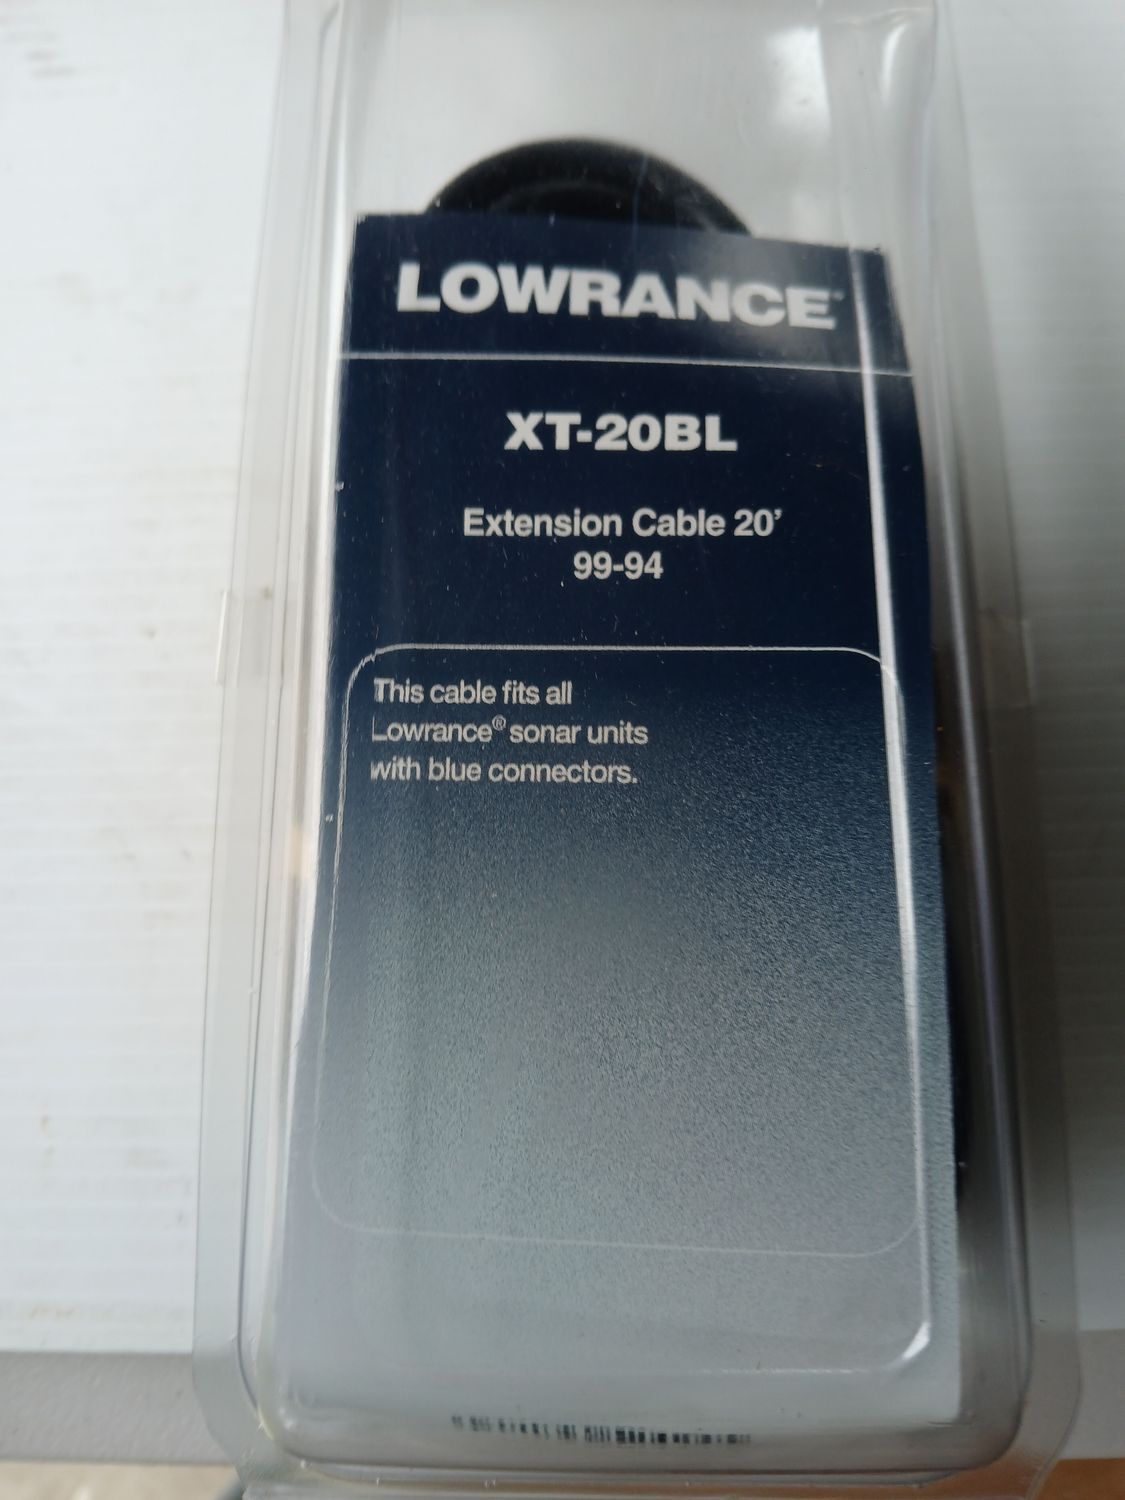 LOWRANCE
XT-20BL
Extension Cable 20’
99-94
This cable fits all
Lowrance® sonar units
with blue connectors.